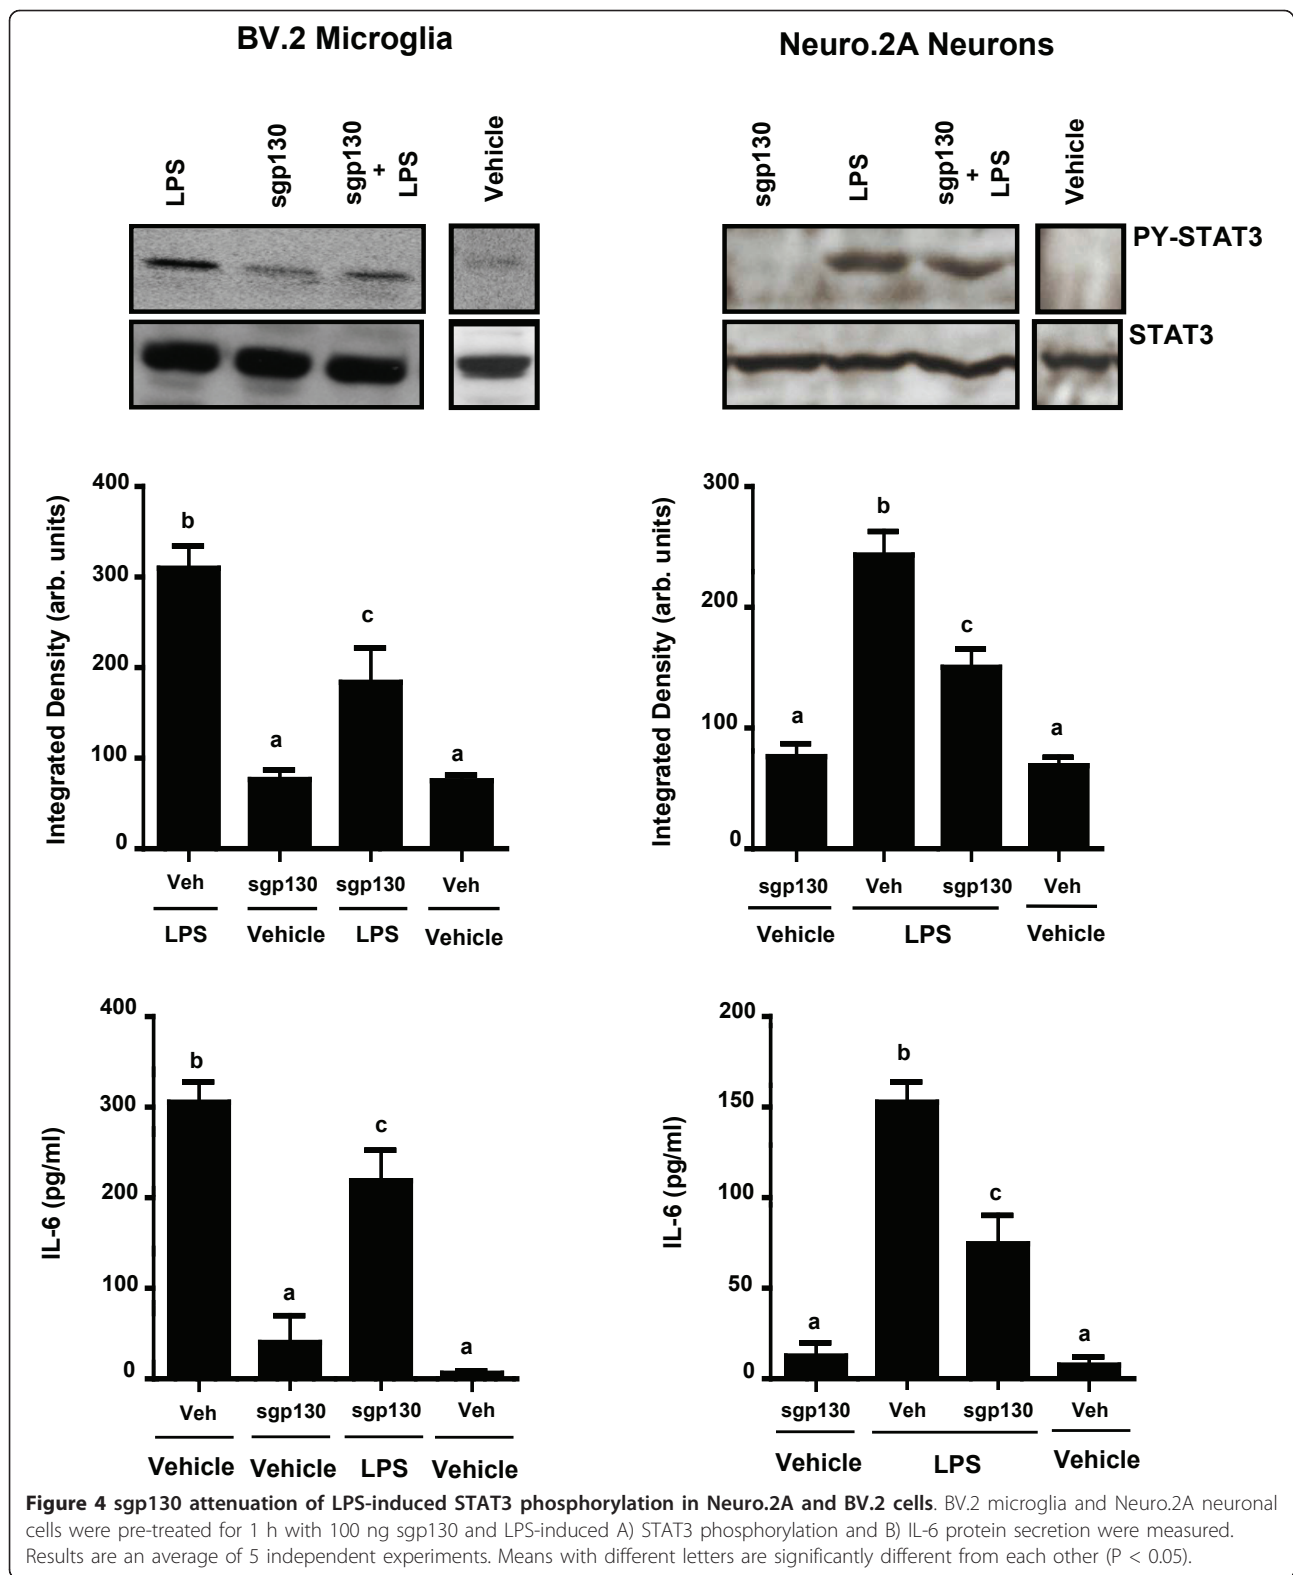 BV.2 Microglia
Neuro.2A Neurons
LPS
sgp130
sgp130
+
LPS
Vehicle
sgp130
LPS
sgp130
+
LPS
Vehicle
PY-STAT3
STAT3
Integrated Density (arb. units)
400
300
200
100
0
b
a
c
a
Veh
sgp130
sgp130
Veh
LPS
Vehicle
LPS
Vehicle
Integrated Density (arb. units)
300
200
100
0
a
b
c
a
sgp130
Veh
sgp130
Veh
Vehicle
LPS
Vehicle
IL-6 (pg/ml)
400
300
200
100
0
b
a
c
a
Veh
sgp130
sgp130
Veh
Vehicle
Vehicle
LPS
Vehicle
IL-6 (pg/ml)
200
150
100
50
0
a
b
c
a
sgp130
Veh
sgp130
Veh
Vehicle
LPS
Vehicle
Figure 4 sgp130 attenuation of LPS-induced STAT3 phosphorylation in Neuro.2A and BV.2 cells. BV.2 microglia and Neuro.2A neuronal
cells were pre-treated for 1 h with 100 ng sgp130 and LPS-induced A) STAT3 phosphorylation and B) IL-6 protein secretion were measured.
Results are an average of 5 independent experiments. Means with different letters are significantly different from each other (P < 0.05).